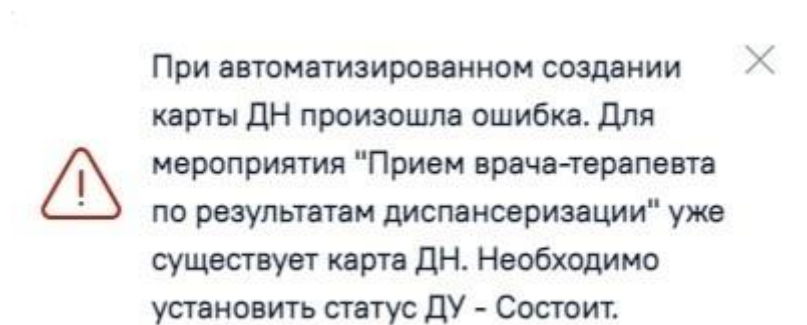 При автоматизированном создании
карты ДН произошла ошибка. Для
мероприятия "Прием врача-терапевта
по результатам диспансеризации" уже
существует карта ДН. Необходимо
установить статус ДУ - Состоит.